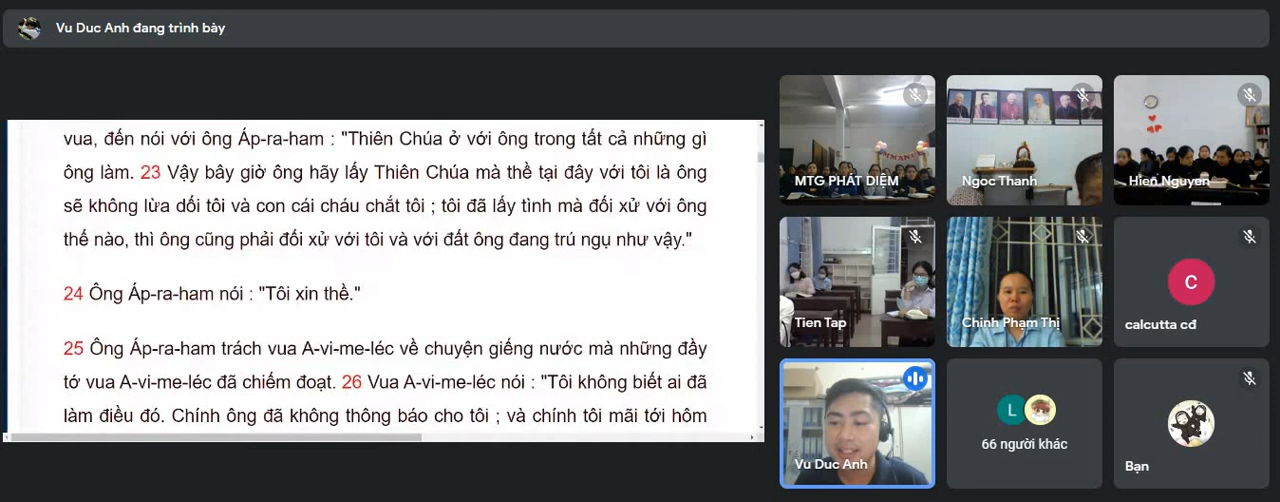 Vu Duc Anh đang trình bày
vua, đến nói với ông Áp-ra-ham : "Thiên Chúa ở với ông trong tất cả những gì
ông làm. 23 Vậy bây giờ ông hãy lấy Thiên Chúa mà thề tại đây với tôi là ông
sẽ không lừa dối tôi và con cái cháu chắt tôi ; tôi đã lấy tình mà đối xử với ông
thế nào, thì ông cũng phải đối xử với tôi và với đất ông đang trú ngụ như vậy."
24 Ông Áp-ra-ham nói : "Tôi xin thề."
25 Ông Áp-ra-ham trách vua A-vi-me-léc về chuyện giếng nước mà những đầy
tớ vua A-vi-me-léc đã chiếm đoạt. 26 Vua A-vi-me-léc nói : "Tôi không biết ai đã
làm điều đó. Chính ông đã không thông báo cho tôi ; và chính tôi mãi tới hôm
MTG PHÁT DIỆM
Ngoc Thanh
Hien Nguyen
Tien Tap
Chinh Phạm Thị
C
calcutta cđ
Vu Duc Anh
L
66 người khác
Bạn